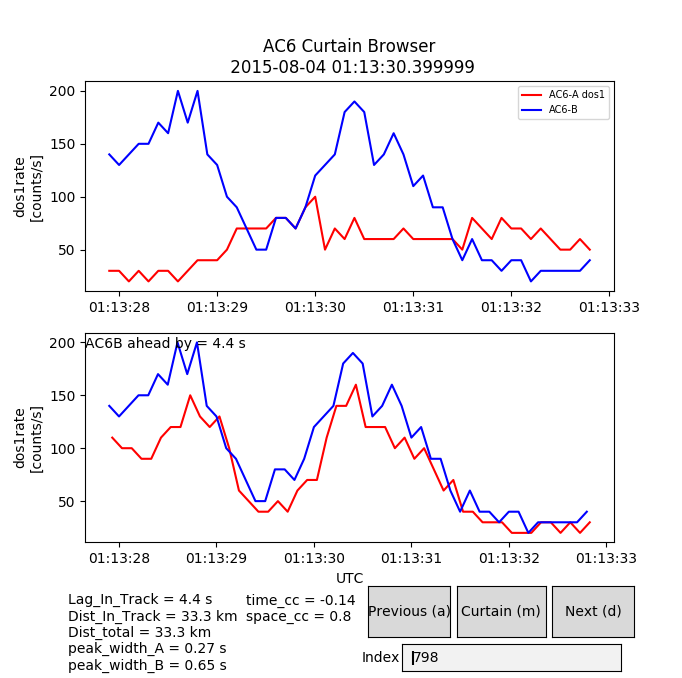 AC6 Curtain Browser
2015-08-04 01:13:30.399999
200
150
100
50
dos1rate
[counts/s]
AC6-A dos1
AC6-B
01:13:28 01:13:29 01:13:30 01:13:31 01:13:32 01:13:33
AC6B ahead by = 4.4 s
200
150
100
50
dos1rate
[counts/s]
01:13:28 01:13:29 01:13:30 01:13:31 01:13:32 01:13:33
UTC
Lag_In_Track = 4.4 s
Dist_In_Track = 33.3 km
Dist_total = 33.3 km
peak_width_A = 0.27 s
peak_width_B = 0.65 s
time_cc = -0.14
space_cc = 0.8
Previous (a) Curtain (m) Next (d)
Index 798